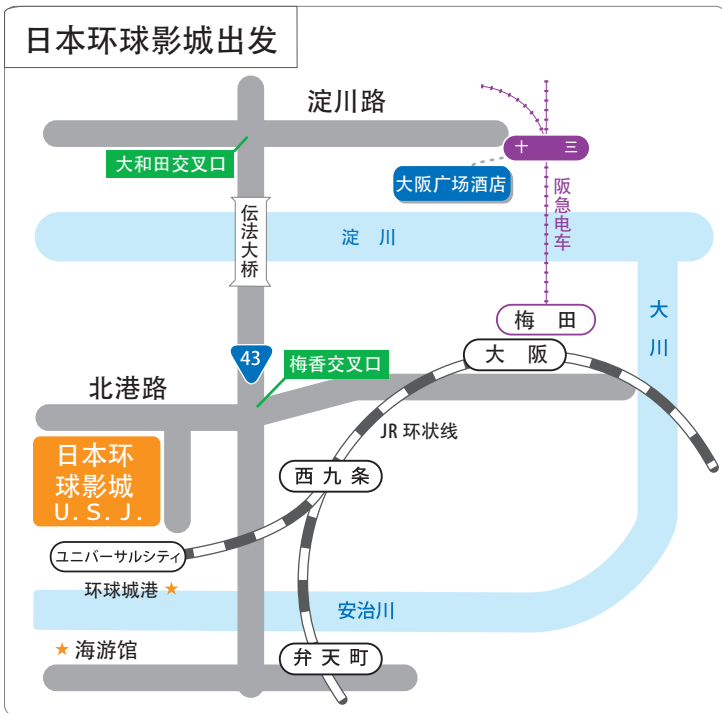 日本环球影城出发
淀川路
十 三
大和田交叉口
大阪广场酒店
阪急电车
伝法大桥
淀 川
梅 田
大川
大 阪
43
梅香交叉口
北港路
JR 环状线
日本环
球影城
U. S. J.
西 九 条
ユニバーサルシティ
环球城港
安治川
海游馆
弁 天 町